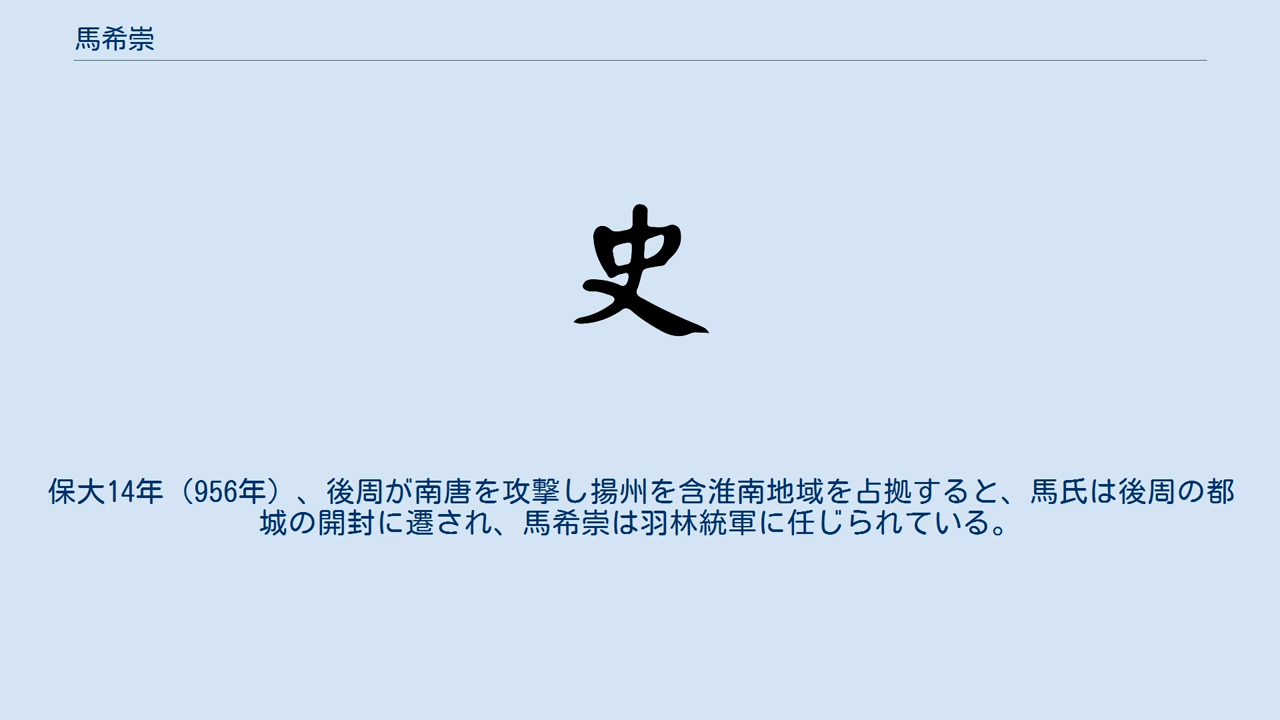 馬希崇
史
保大14年（956年）、後周が南唐を攻撃し揚州を含淮南地域を占拠すると、馬氏は後周の都
城の開封に遷され、馬希崇は羽林統軍に任じられている。